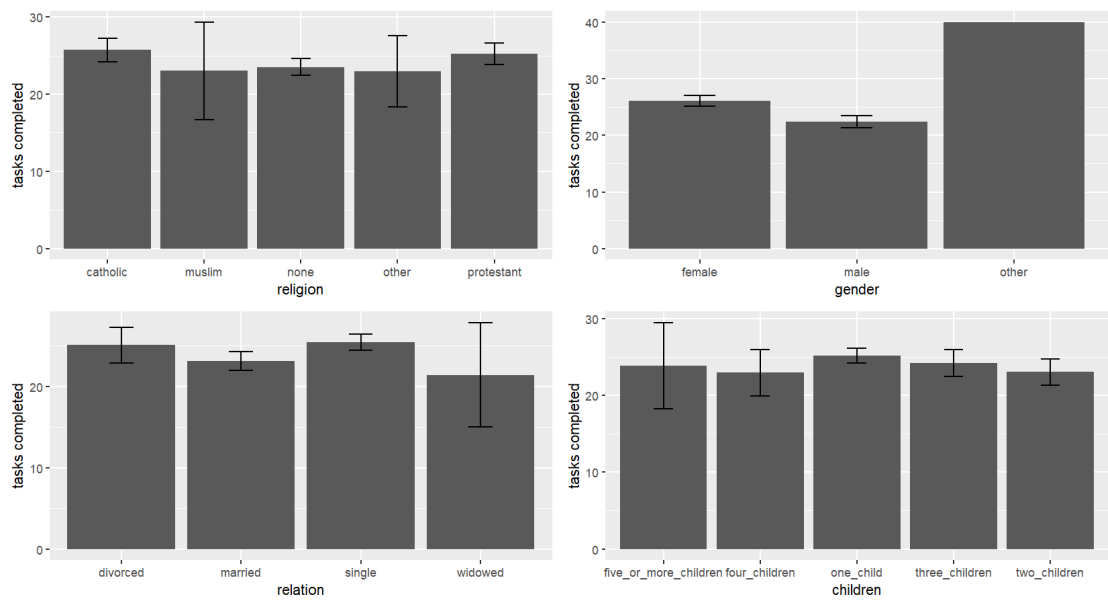 tasks completed
30
20
10
0
catholic muslim none other protestant
religion
tasks completed
40
30
20
10
0
female male other
gender
tasks completed
20
10
0
divorced married single widowed
relation
tasks completed
30
20
10
0
five_or_more_children four_children one_child three_children two_children
children